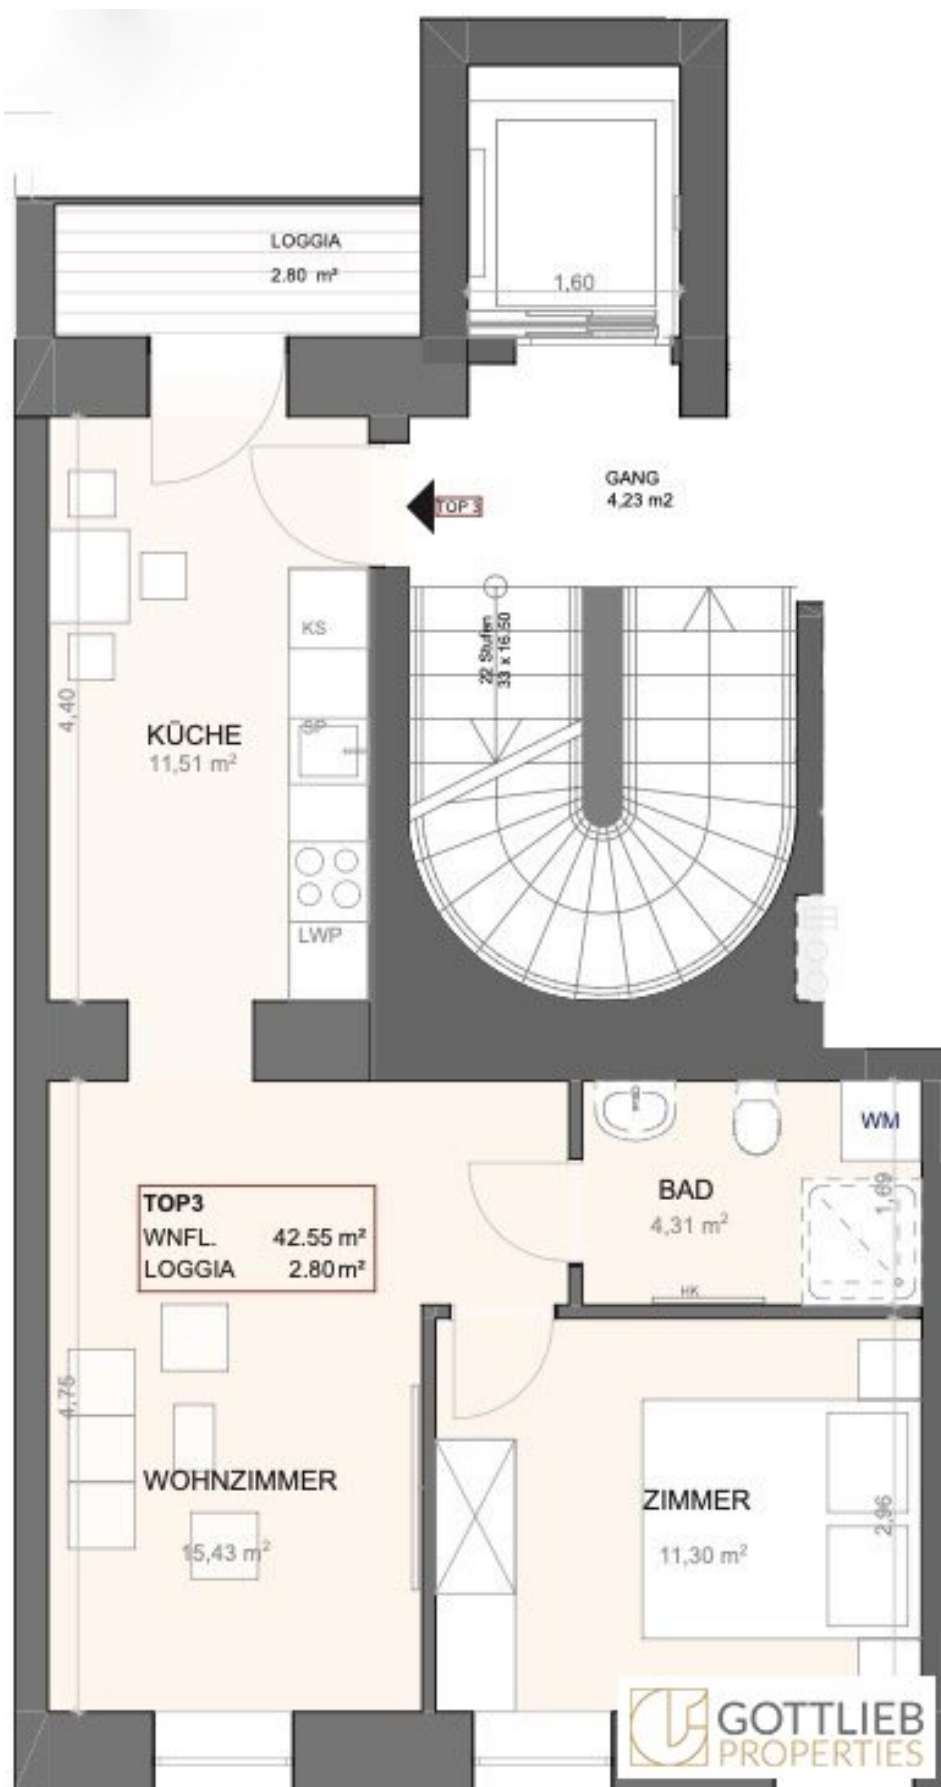 LOGGIA
2.80 m²
1,60
GANG
4,23 m2
TOP 3
22 Stufen
33 x 16.50
KS
SP
4,40
KÜCHE
11,51 m²
LWP
WM
BAD
4,31 m²
1,69
HK
TOP3
WNFL. 42.55 m²
LOGGIA 2.80 m²
4,75
WOHNZIMMER
15,43 m²
ZIMMER
11,30 m²
2,96
GOTTLIEB
PROPERTIES